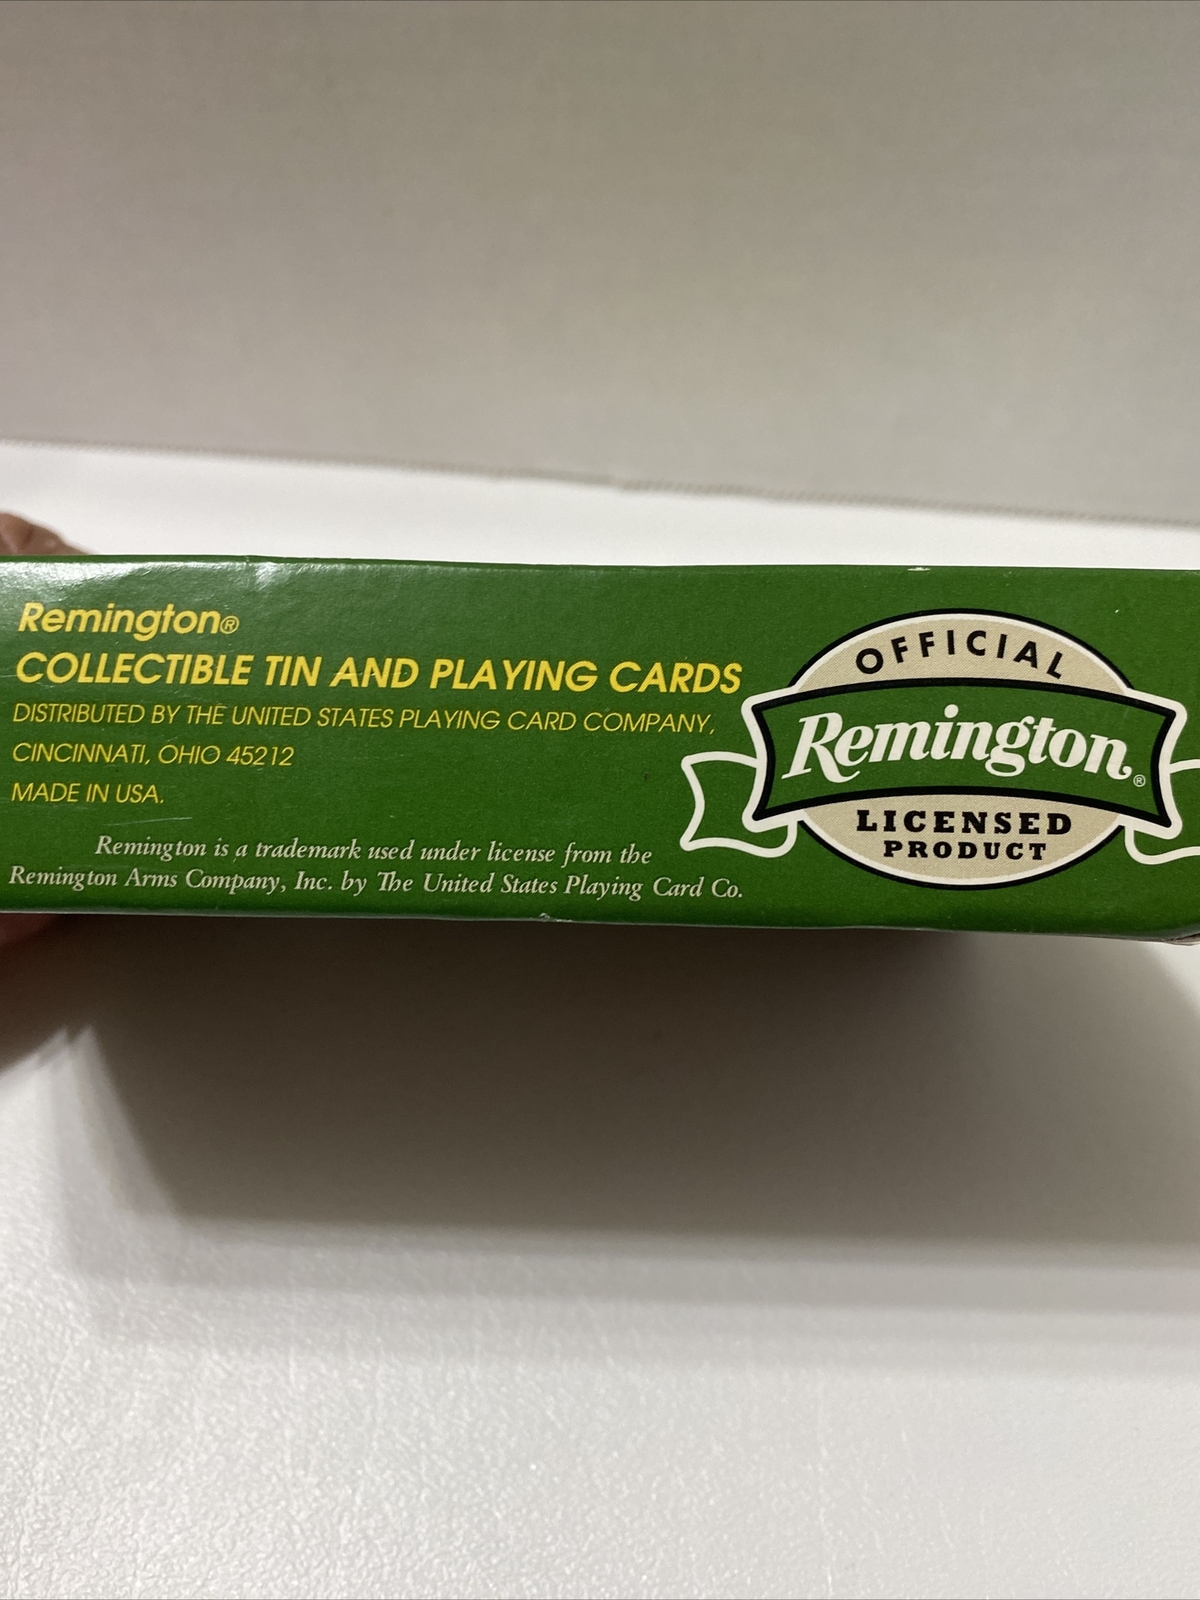 Remington®
COLLECTIBLE TIN AND PLAYING CARDS
DISTRIBUTED BY THE UNITED STATES PLAYING CARD COMPANY,
CINCINNATI, OHIO 45212
MADE IN USA.
Remington is a trademark used under license from the
Remington Arms Company, Inc. by The United States Playing Card Co.
OFFICIAL
Remington®
LICENSED
PRODUCT